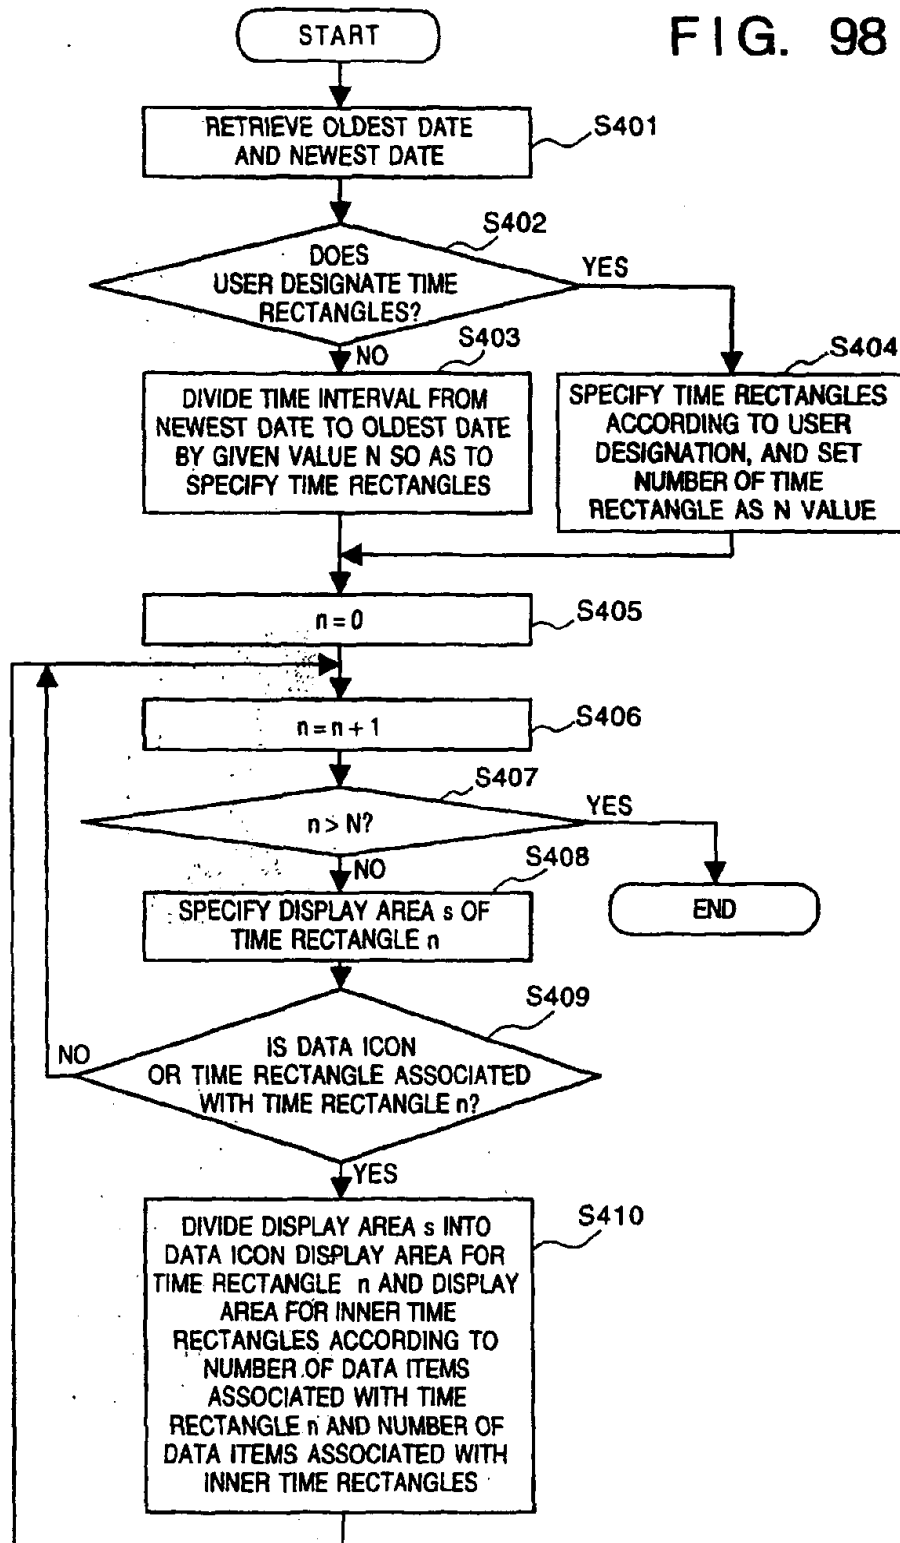 FIG. 98
START
RETRIEVE OLDEST DATE
AND NEWEST DATE
S401
S402
DOES
USER DESIGNATE TIME
RECTANGLES?
YES
NO
S403
DIVIDE TIME INTERVAL FROM
NEWEST DATE TO OLDEST DATE
BY GIVEN VALUE N SO AS TO
SPECIFY TIME RECTANGLES
S404
SPECIFY TIME RECTANGLES
ACCORDING TO USER
DESIGNATION, AND SET
NUMBER OF TIME
RECTANGLE AS N VALUE
n = 0
S405
n = n + 1
S406
S407
n > N?
YES
NO
END
S408
SPECIFY DISPLAY AREA s OF
TIME RECTANGLE n
S409
IS DATA ICON
OR TIME RECTANGLE ASSOCIATED
WITH TIME RECTANGLE n?
NO
YES
S410
DIVIDE DISPLAY AREA s INTO
DATA ICON DISPLAY AREA FOR
TIME RECTANGLE n AND DISPLAY
AREA FOR INNER TIME
RECTANGLES ACCORDING TO
NUMBER OF DATA ITEMS
ASSOCIATED WITH TIME
RECTANGLE n AND NUMBER OF
DATA ITEMS ASSOCIATED WITH
INNER TIME RECTANGLES